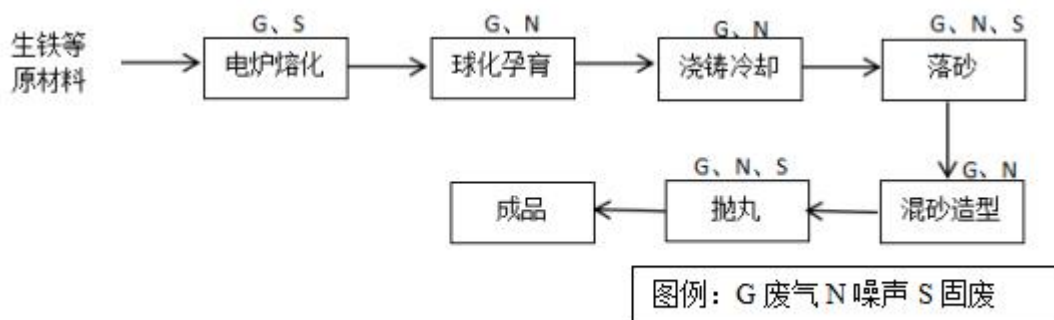 生铁等
原材料
G、S
电炉熔化
G、N
球化孕育
G、N
浇铸冷却
G、N、S
落砂
G、N
混砂造型
G、N、S
抛丸
成品
图例：G 废气 N 噪声 S 固废